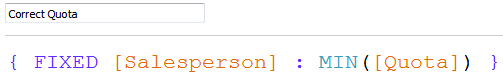 Correct Quota
{ FIXED [Salesperson] : MIN([Quota]) }